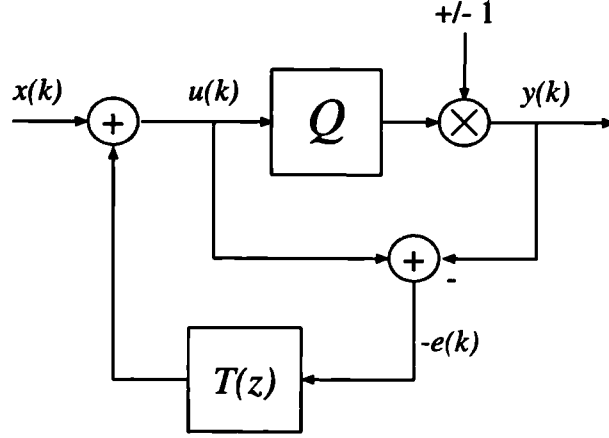 +/- 1
x(k)
u(k)
Q
y(k)
+
+
-
-e(k)
T(z)